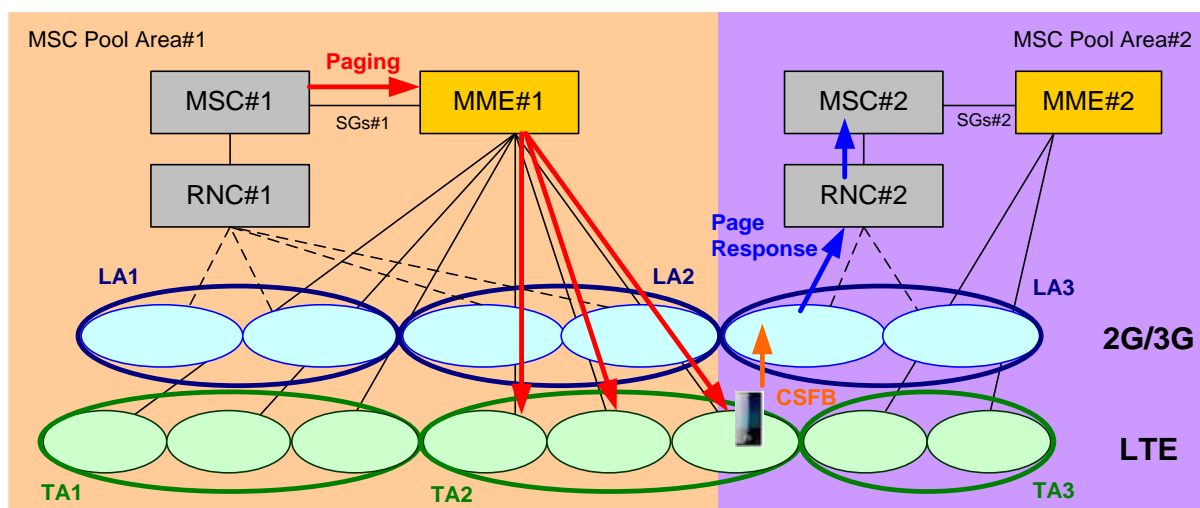 MSC Pool Area#1
MSC Pool Area#2
Paging
MSC#1
MME#1
MSC#2
MME#2
SGs#1
SGs#2
RNC#1
RNC#2
Page
Response
LA1
LA2
LA3
2G/3G
CSFB
LTE
TA1
TA2
TA3